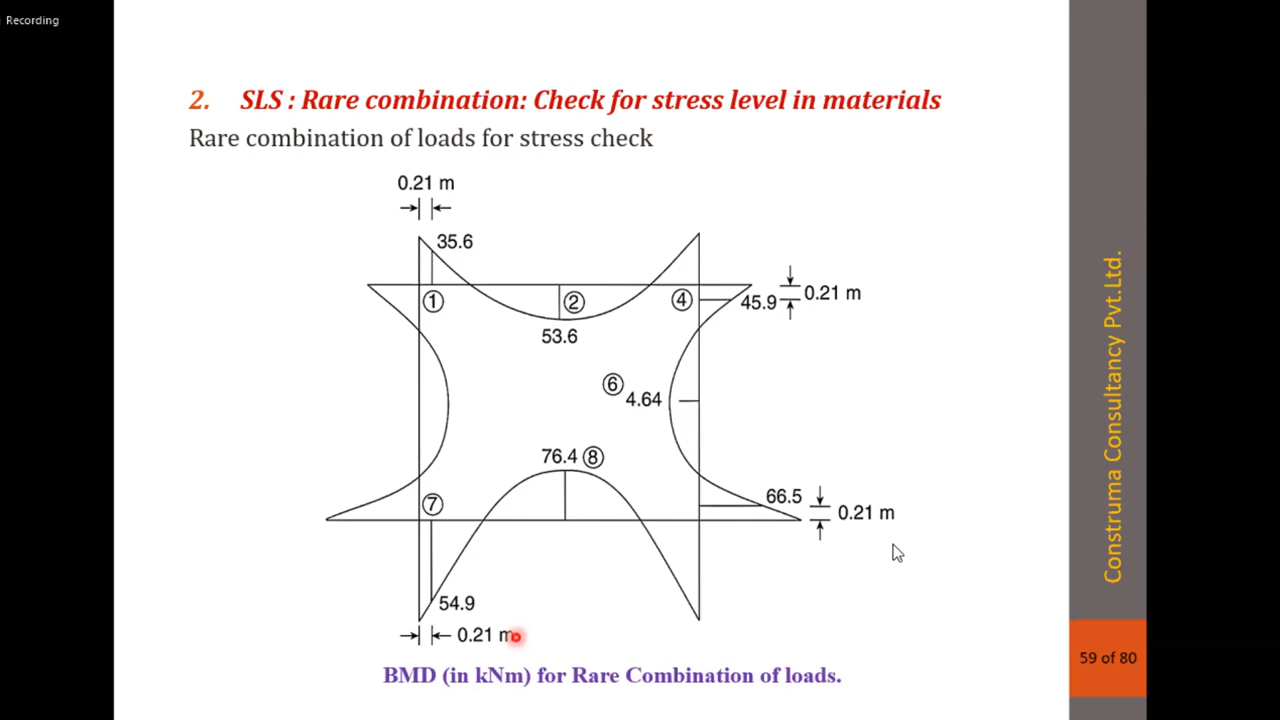 Recording
2. SLS : Rare combination: Check for stress level in materials
Rare combination of loads for stress check
0.21 m
35.6
① ② ④ 45.9 0.21 m
53.6
⑥ 4.64
76.4 ⑧
⑦ 66.5 0.21 m
54.9
0.21 m
BMD (in kNm) for Rare Combination of loads.
Construma Consultancy Pvt.Ltd.
59 of 80